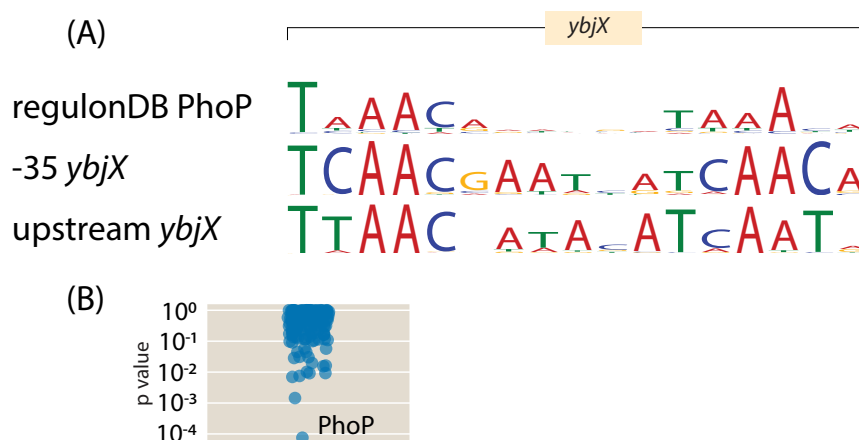 (A)
ybjX
regulonDB PhoP
-35 ybjX
upstream ybjX
(B)
p value
10⁰
10⁻¹
10⁻²
10⁻³
10⁻⁴
PhoP